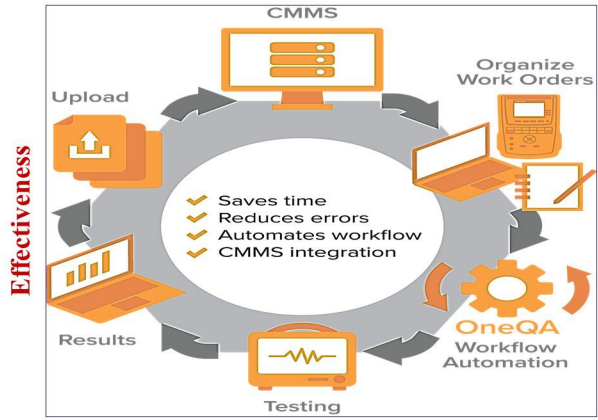 CMMS
Organize
Work Orders
Upload
Effectiveness
Saves time
Reduces errors
Automates workflow
CMMS integration
OneQA
Workflow
Automation
Results
Testing